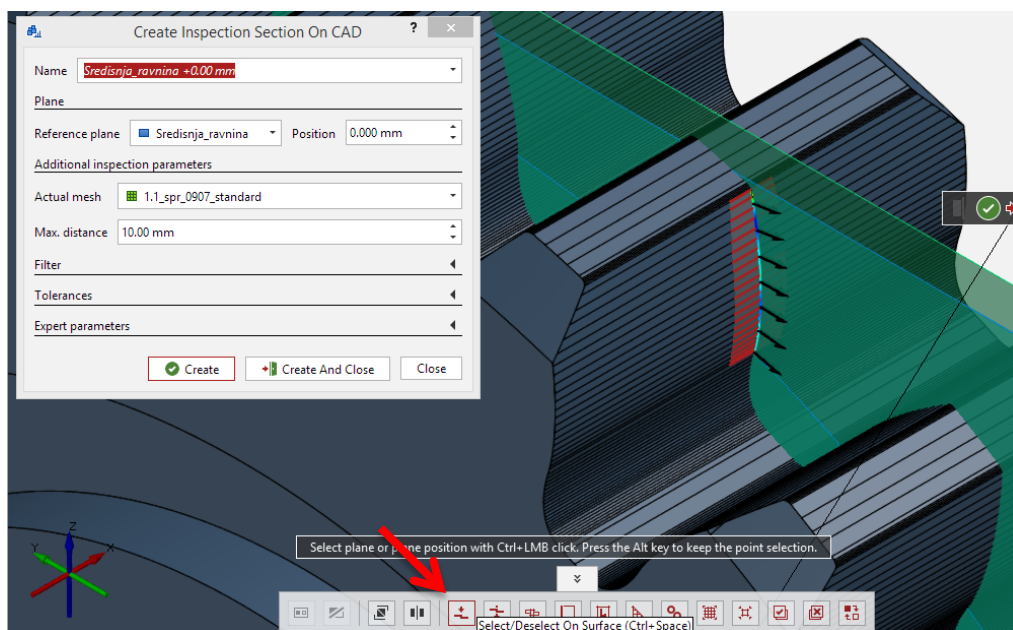 Create Inspection Section On CAD
?
Name Sredisnja_ravnina +0.00 mm
Plane
Reference plane Sredisnja_ravnina Position 0.000 mm
Additional inspection parameters
Actual mesh 1.1_spr_0907_standard
Max. distance 10.00 mm
Filter
Tolerances
Expert parameters
Create Create And Close Close
Z
Y X
Select plane or plane position with Ctrl+LMB click. Press the Alt key to keep the point selection.
Select/Deselect On Surface (Ctrl+Space)